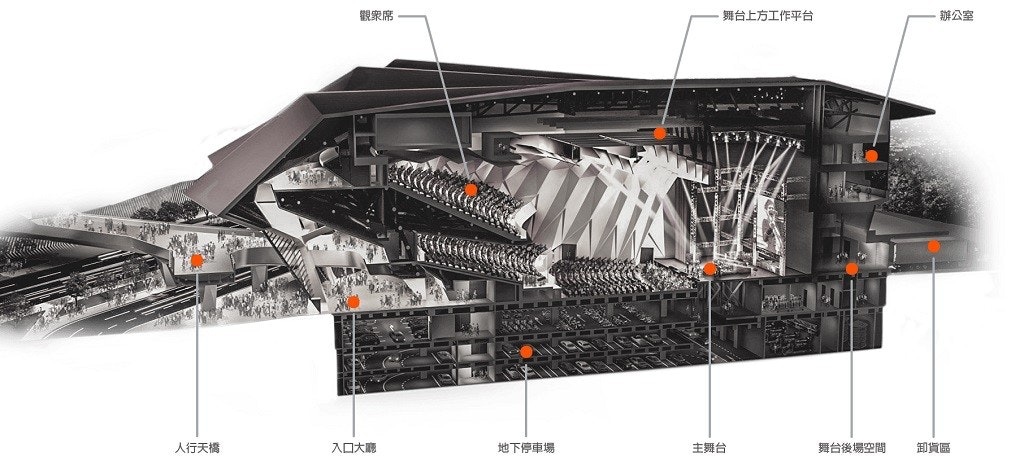 觀衆席
舞台上方工作平台
辦公室
人行天橋
入口大廳
地下停車場
主舞台
舞台後場空間
卸貨區